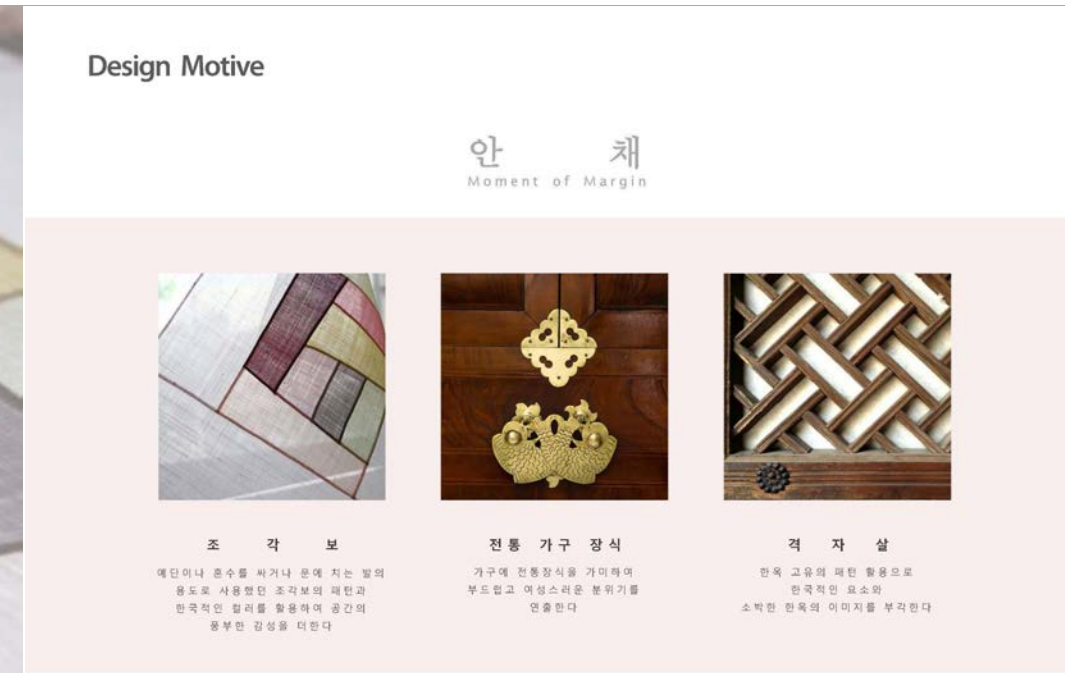 Design Motive
안 채
Moment of Margin
조 각 보
예단이나 혼수를 싸거나 문에 치는 발의
용도로 사용했던 조각보의 패턴과
한국적인 컬러를 활용하여 공간의
풍부한 감성을 더한다
전통 가구 장식
가구에 전통장식을 가미하여
부드럽고 여성스러운 분위기를
연출한다
격 자 살
한옥 고유의 패턴 활용으로
한국적인 요소와
소박한 한옥의 이미지를 부각한다